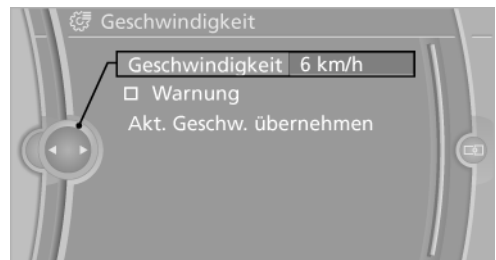 Geschwindigkeit
Geschwindigkeit 6 km/h
Warnung
Akt. Geschw. übernehmen